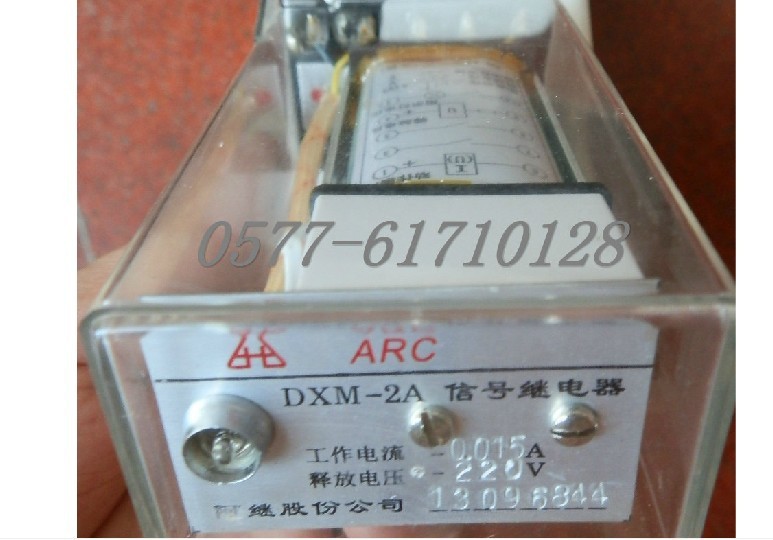 0577-61710128
ARC
DXM-2A 信号继电器
工作电流 -0.015A
释放电压 -220V
阿继股份公司 13096844